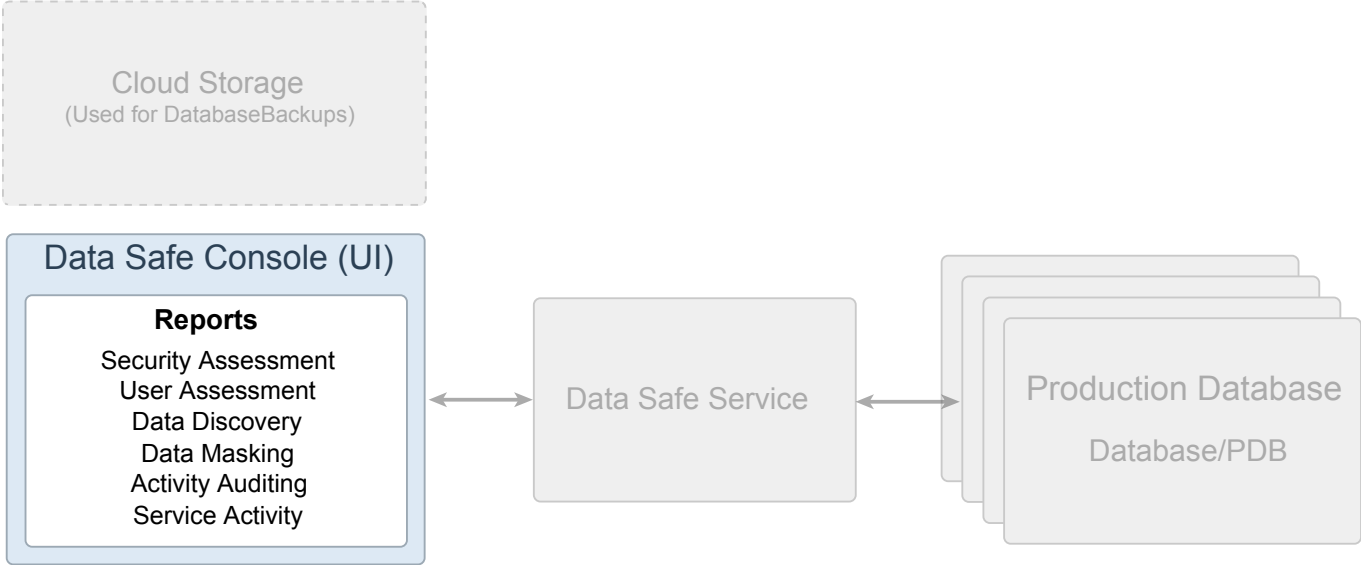 Cloud Storage
(Used for DatabaseBackups)
Data Safe Console (UI)
Reports
Security Assessment
User Assessment
Data Discovery
Data Masking
Activity Auditing
Service Activity
Data Safe Service
Production Database
Database/PDB